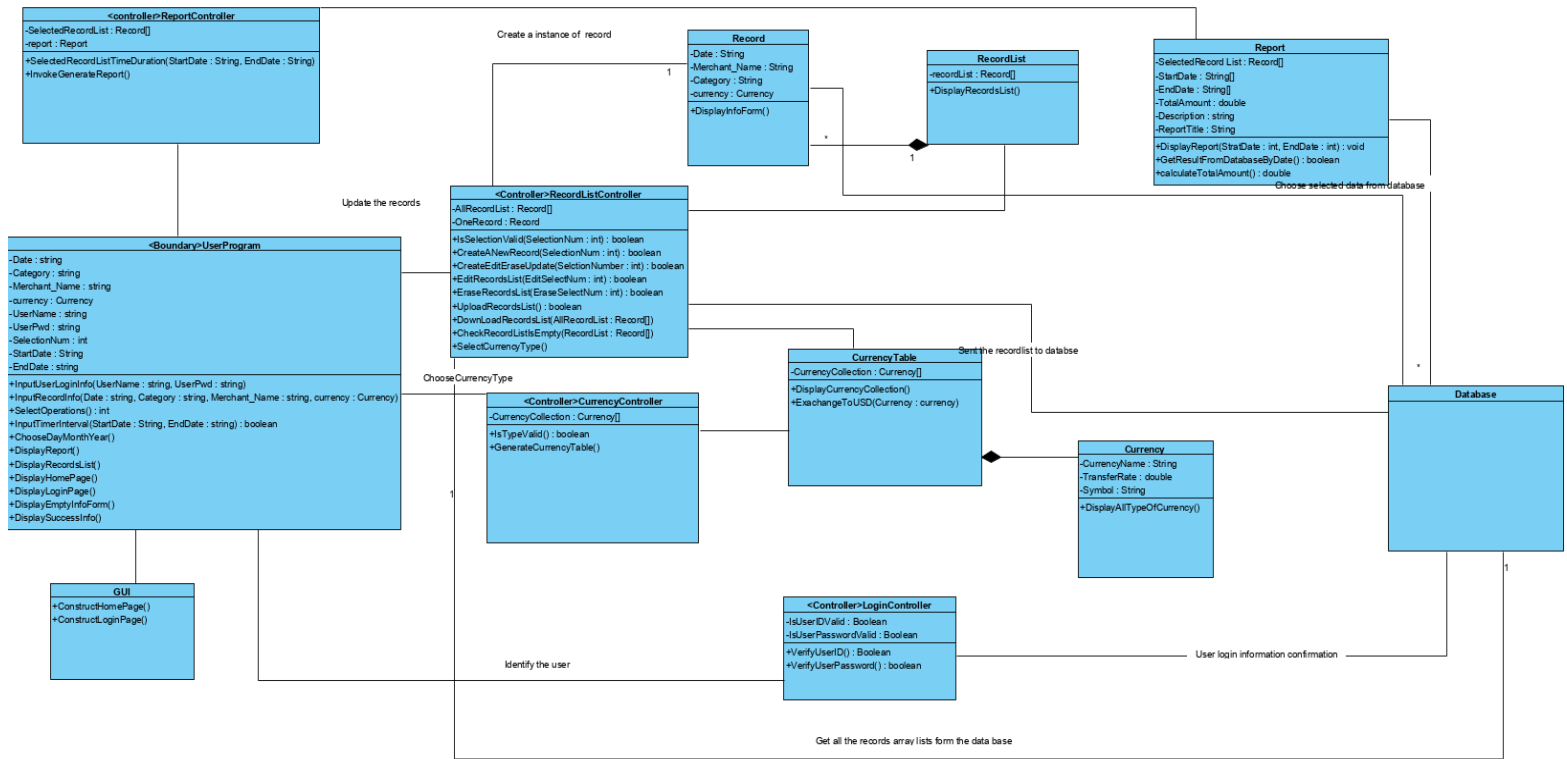 <controller>ReportController
-SelectedRecordList : Record[]
-report : Report
+SelectedRecordListTimeDuration(StartDate : String, EndDate : String)
+InvokeGenerateReport()
Create a instance of record
1
Record
-Date : String
-Merchant_Name : String
-Category : String
-currency : Currency
+DisplayInfoForm()
*
1
RecordList
-recordList : Record[]
+DisplayRecordsList()
Report
-SelectedRecord List : Record[]
-StartDate : String[]
-EndDate : String[]
-TotalAmount : double
-Description : string
-ReportTitle : String
+DisplayReport(StratDate : int, EndDate : int) : void
+GetResultFromDatabaseByDate() : boolean
+calculateTotalAmount() : double
Choose selected data from database
Update the records
<Controller>RecordListController
-AllRecordList : Record[]
-OneRecord : Record
+IsSelectionValid(SelectionNum : int) : boolean
+CreateANewRecord(SelectionNum : int) : boolean
+CreateEditEraseUpdate(SelctionNumber : int) : boolean
+EditRecordsList(EditSelectNum : int) : boolean
+EraseRecordsList(EraseSelectNum : int) : boolean
+UploadRecordsList() : boolean
+DownLoadRecordsList(AllRecordList : Record[])
+CheckRecordListIsEmpty(RecordList : Record[])
+SelectCurrencyType()
<Boundary>UserProgram
-Date : string
-Category : string
-Merchant_Name : string
-currency : Currency
-UserName : string
-UserPwd : string
-SelectionNum : int
-StartDate : String
-EndDate : string
+InputUserLoginInfo(UserName : string, UserPwd : string)
+InputRecordInfo(Date : string, Category : string, Merchant_Name : string, currency : Currency)
+SelectOperations() : int
+InputTimerInterval(StartDate : String, EndDate : string) : boolean
+ChooseDayMonthYear()
+DisplayReport()
+DisplayRecordsList()
+DisplayHomePage()
+DisplayLoginPage()
+DisplayEmptyInfoForm()
+DisplaySuccessInfo()
ChooseCurrencyType
<Controller>CurrencyController
-CurrencyCollection : Currency[]
+IsTypeValid() : boolean
+GenerateCurrencyTable()
1
CurrencyTable
-CurrencyCollection : Currency[]
+DisplayCurrencyCollection()
+ExachangeToUSD(Currency : currency)
Sent the recordlist to databse
*
Database
Currency
-CurrencyName : String
-TransferRate : double
-Symbol : String
+DisplayAllTypeOfCurrency()
1
GUI
+ConstructHomePage()
+ConstructLoginPage()
<Controller>LoginController
-IsUserIDValid : Boolean
-IsUserPasswordValid : Boolean
+VerifyUserID() : Boolean
+VerifyUserPassword() : boolean
Identify the user
User login information confirmation
Get all the records array lists form the data base